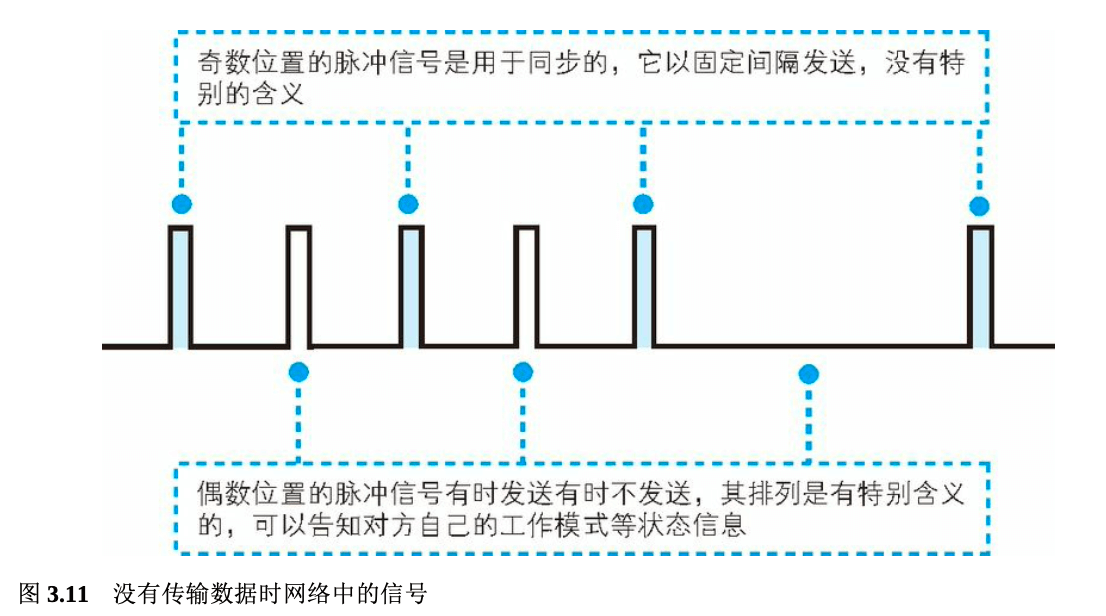 奇数位置的脉冲信号是用于同步的，它以固定间隔发送，没有特
别的含义
偶数位置的脉冲信号有时发送有时不发送，其排列是有特别含义
的，可以告知对方自己的工作模式等状态信息
图 3.11 没有传输数据时网络中的信号